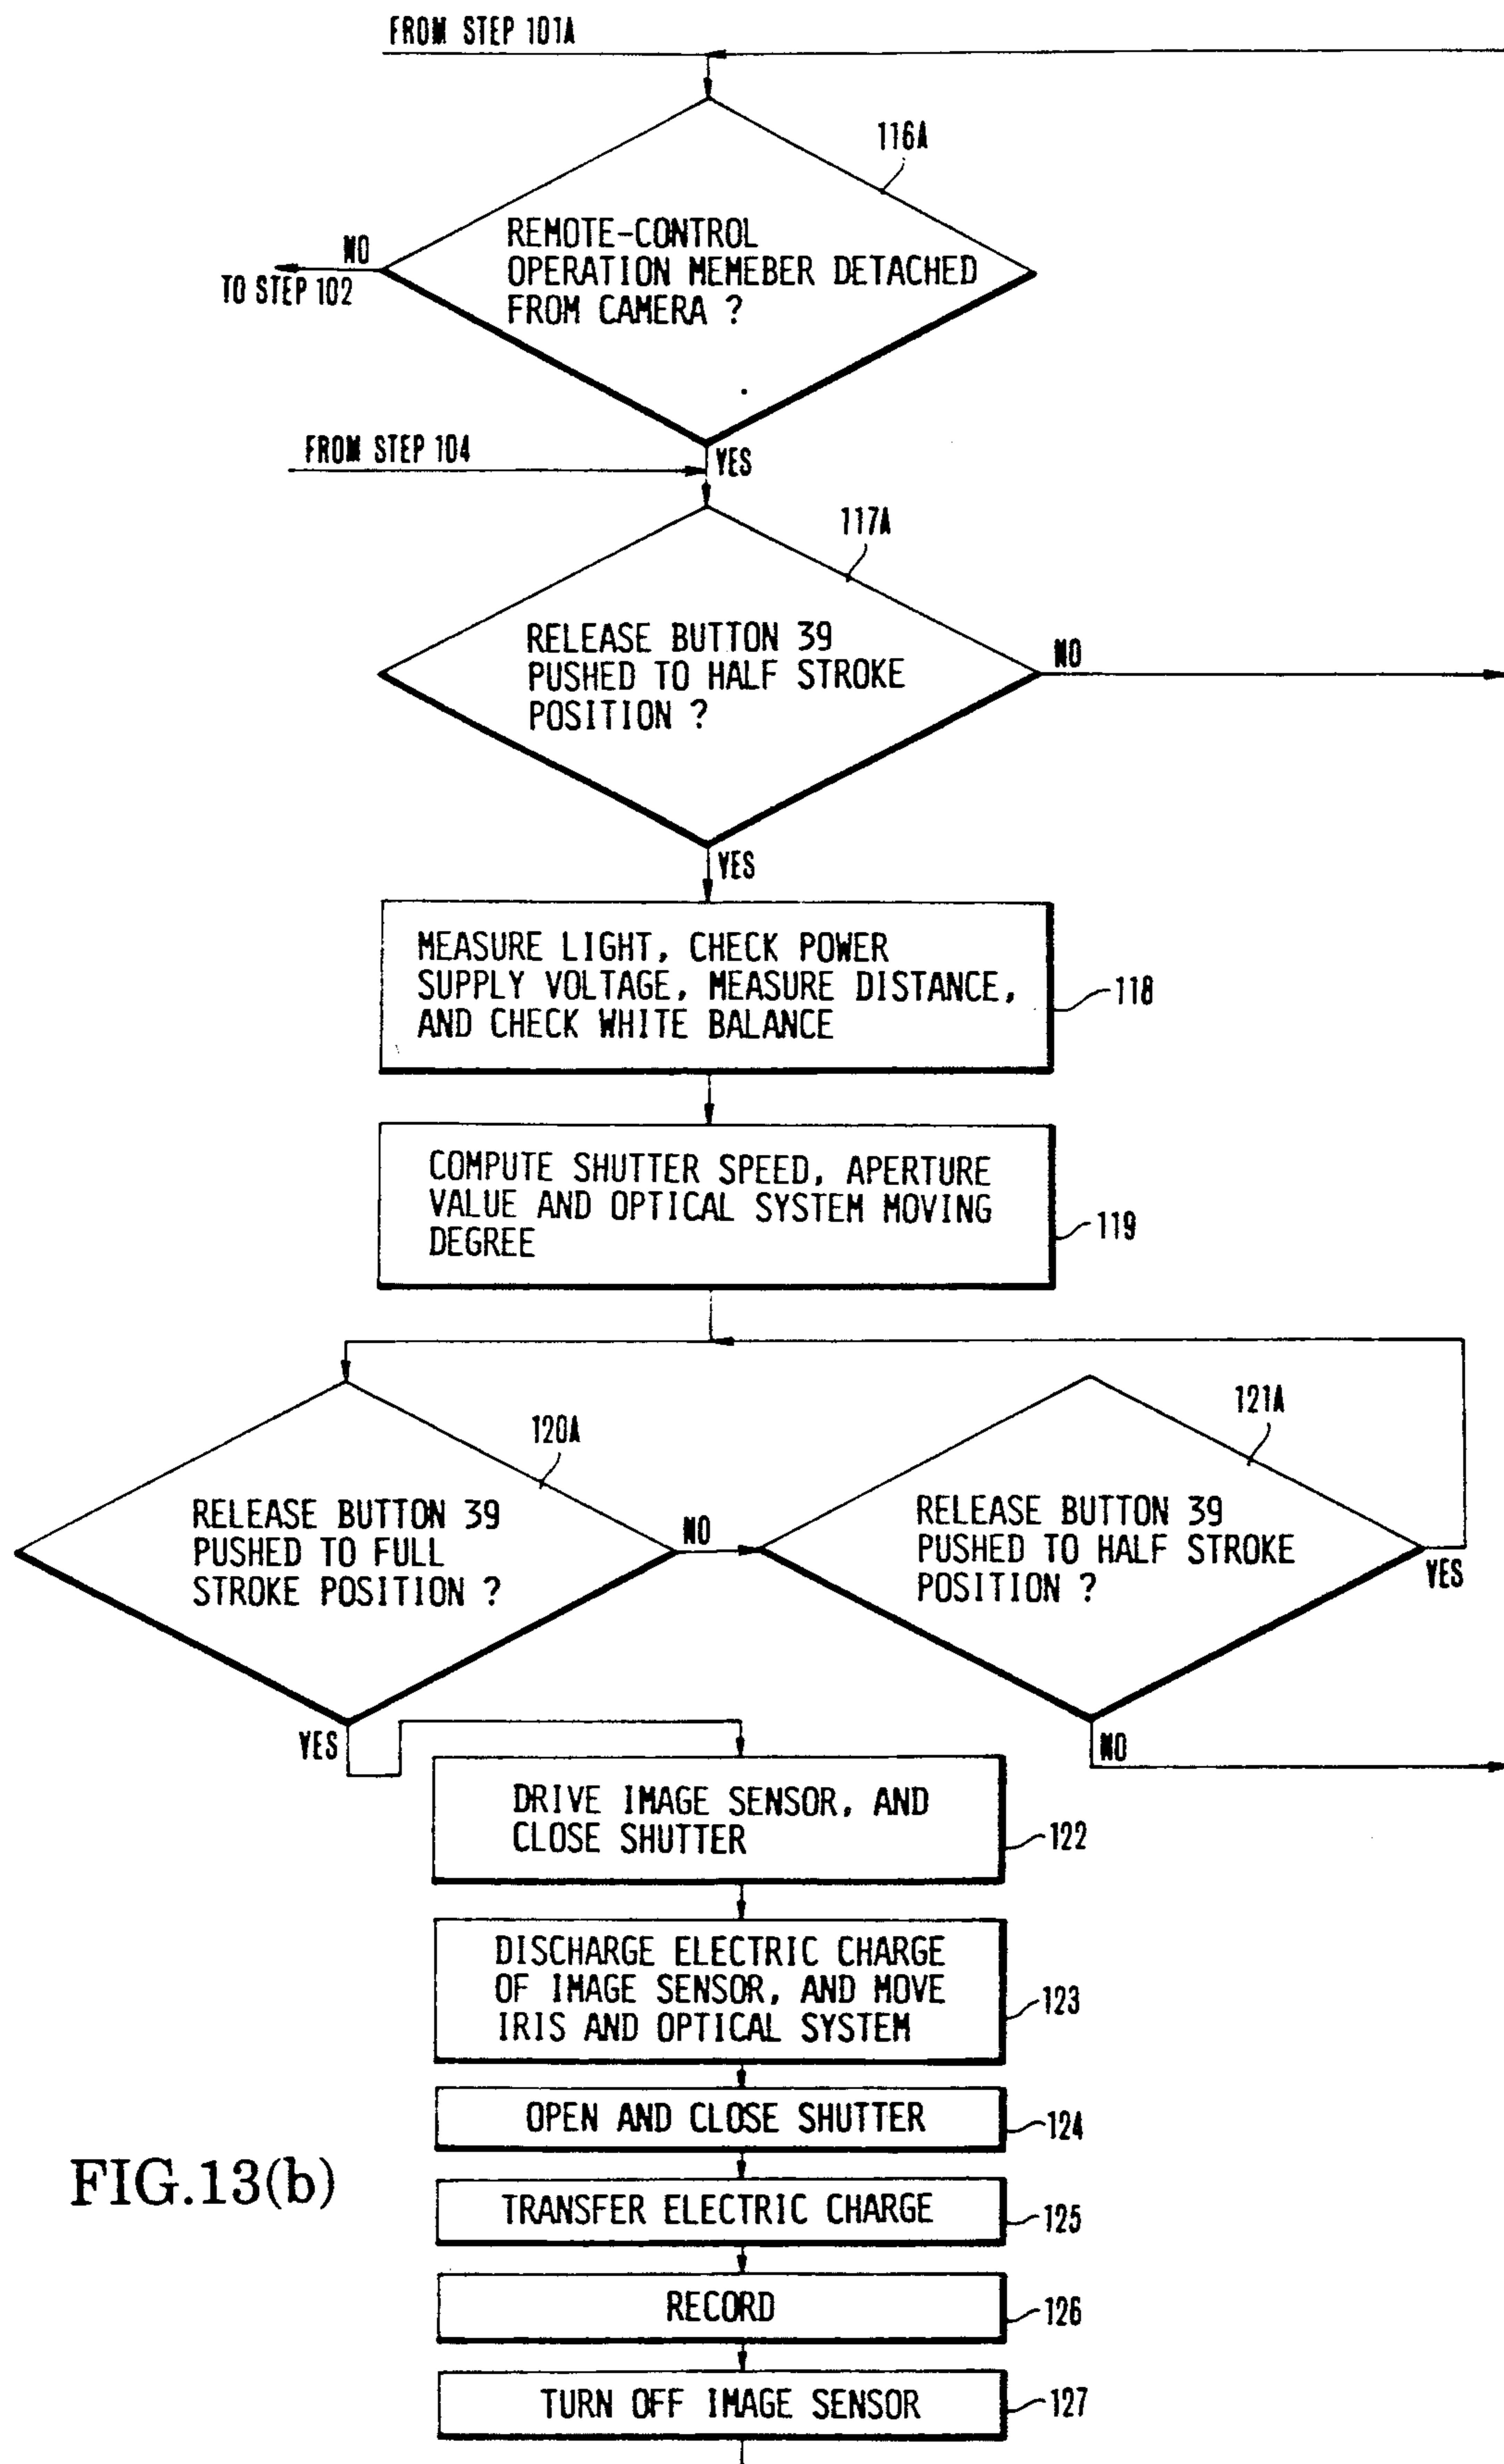 FROM STEP 101A
116A
REMOTE-CONTROL
OPERATION MEMEBER DETACHED
FROM CAMERA ?
NO
TO STEP 102
FROM STEP 104
YES
117A
RELEASE BUTTON 39
PUSHED TO HALF STROKE
POSITION ?
NO
YES
MEASURE LIGHT, CHECK POWER
SUPPLY VOLTAGE, MEASURE DISTANCE,
AND CHECK WHITE BALANCE
118
COMPUTE SHUTTER SPEED, APERTURE
VALUE AND OPTICAL SYSTEM MOVING
DEGREE
119
120A
RELEASE BUTTON 39
PUSHED TO FULL
STROKE POSITION ?
NO
121A
RELEASE BUTTON 39
PUSHED TO HALF STROKE
POSITION ?
YES
YES
NO
DRIVE IMAGE SENSOR, AND
CLOSE SHUTTER
122
DISCHARGE ELECTRIC CHARGE
OF IMAGE SENSOR, AND MOVE
IRIS AND OPTICAL SYSTEM
123
OPEN AND CLOSE SHUTTER
124
FIG.13(b)
TRANSFER ELECTRIC CHARGE
125
RECORD
126
TURN OFF IMAGE SENSOR
127